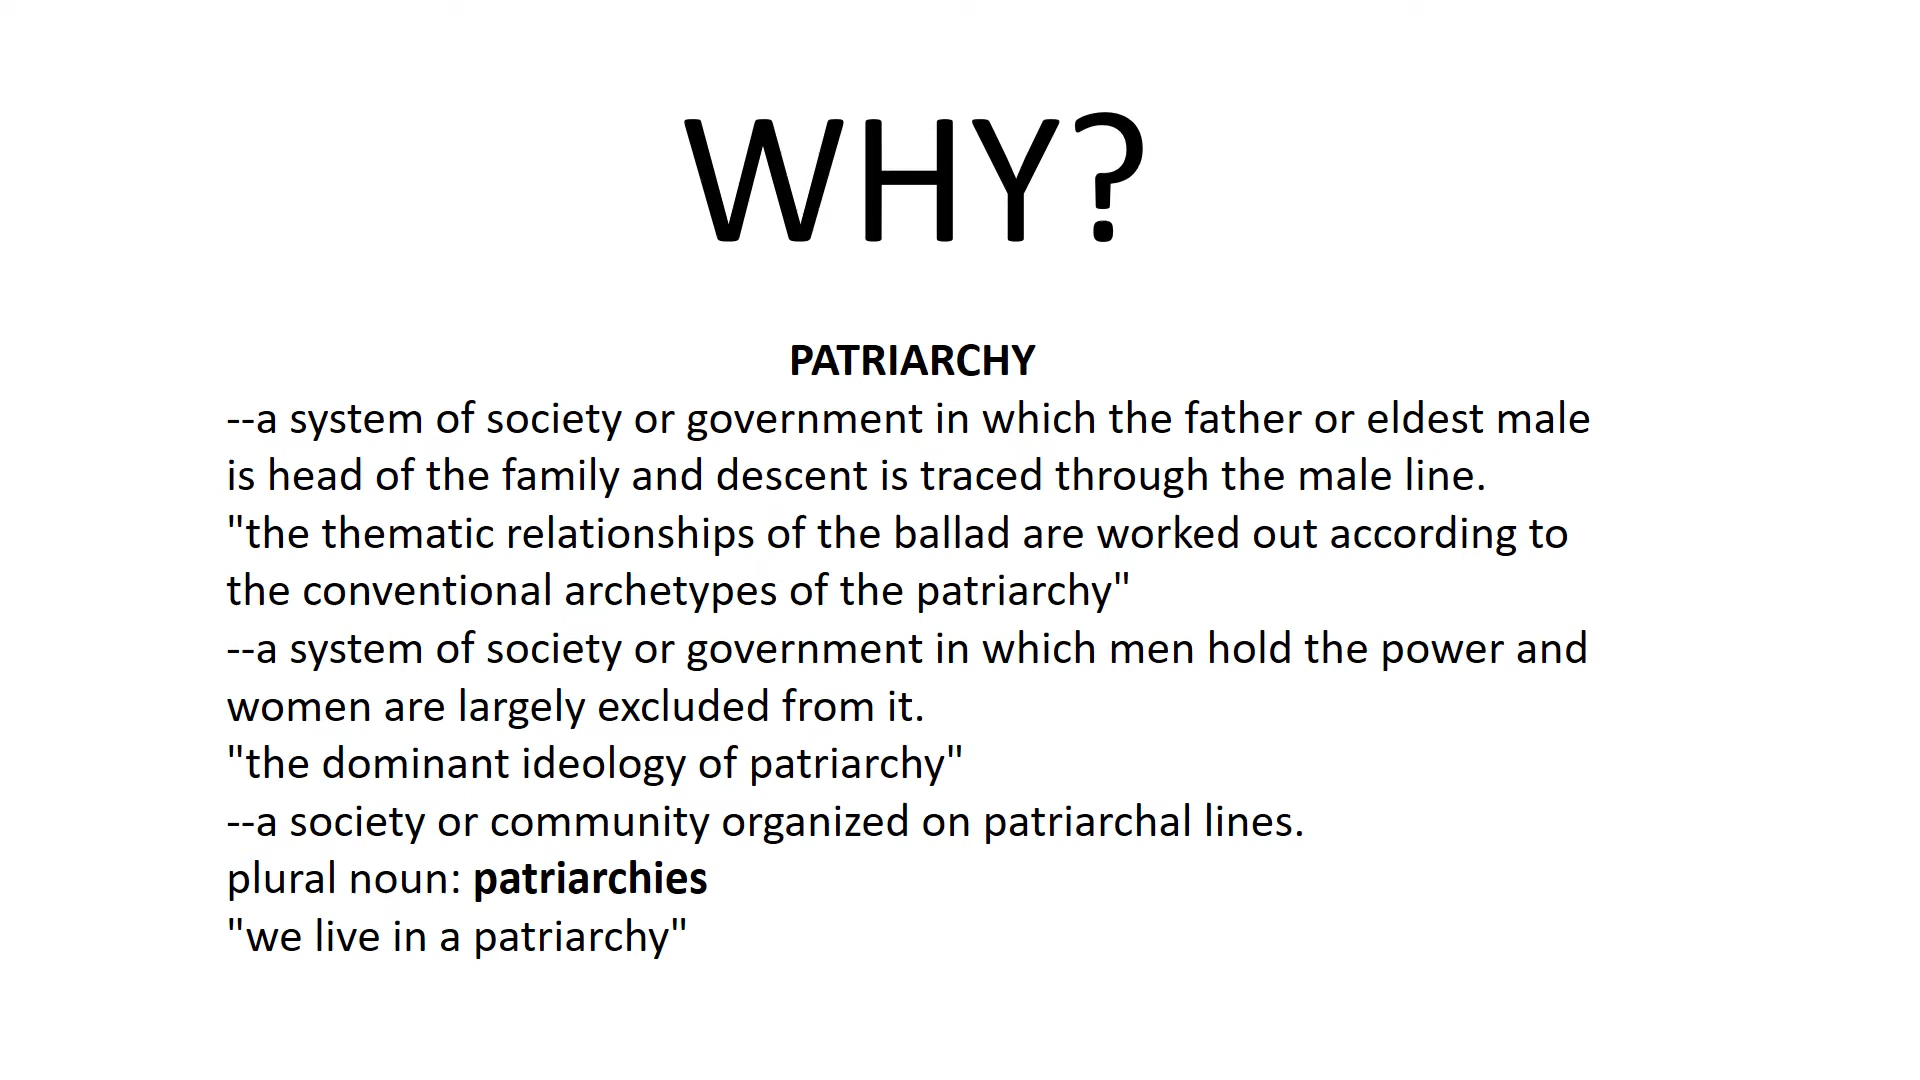 WHY?
PATRIARCHY
--a system of society or government in which the father or eldest male
is head of the family and descent is traced through the male line.
"the thematic relationships of the ballad are worked out according to
the conventional archetypes of the patriarchy"
--a system of society or government in which men hold the power and
women are largely excluded from it.
"the dominant ideology of patriarchy"
--a society or community organized on patriarchal lines.
plural noun: patriarchies
"we live in a patriarchy"